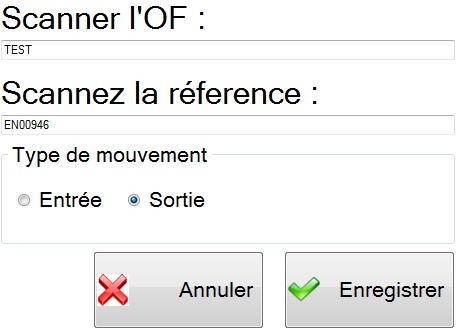 Scanner l'OF :
TEST
Scannez la réference :
EN00946
Type de mouvement
Entrée Sortie
Annuler Enregistrer